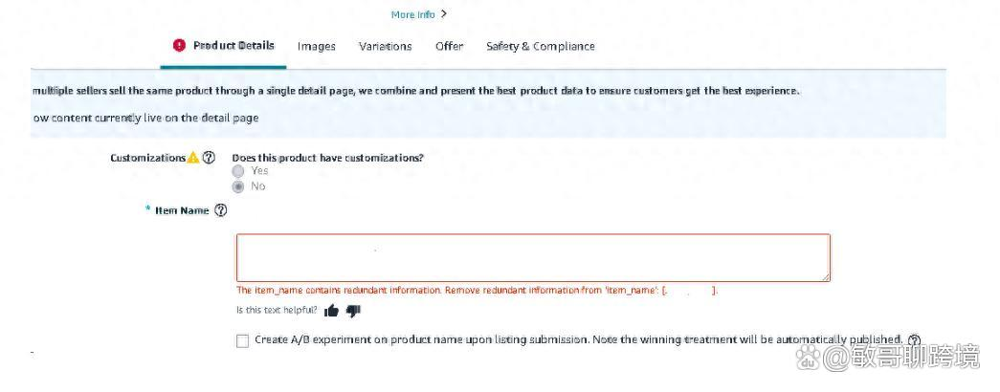 More Info >
Product Details Images Variations Offer Safety & Compliance
multiple sellers sell the same product through a single detail page, we combine and present the best product data to ensure customers get the best experience.
ow content currently live on the detail page
Customizations Does this product have customizations?
Yes
No
* Item Name
The item_name contains redundant information. Remove redundant information from 'item_name': [. . ].
Is this text helpful?
Create A/B experiment on product name upon listing submission. Note the winning treatment will be automatically published.
du @敏哥聊跨境